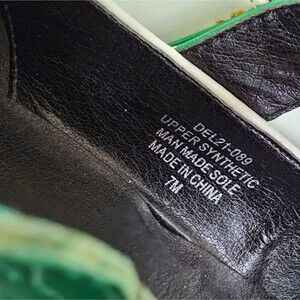 DEL21-089
UPPER SYNTHETIC
MAN MADE SOLE
MADE IN CHINA
7M